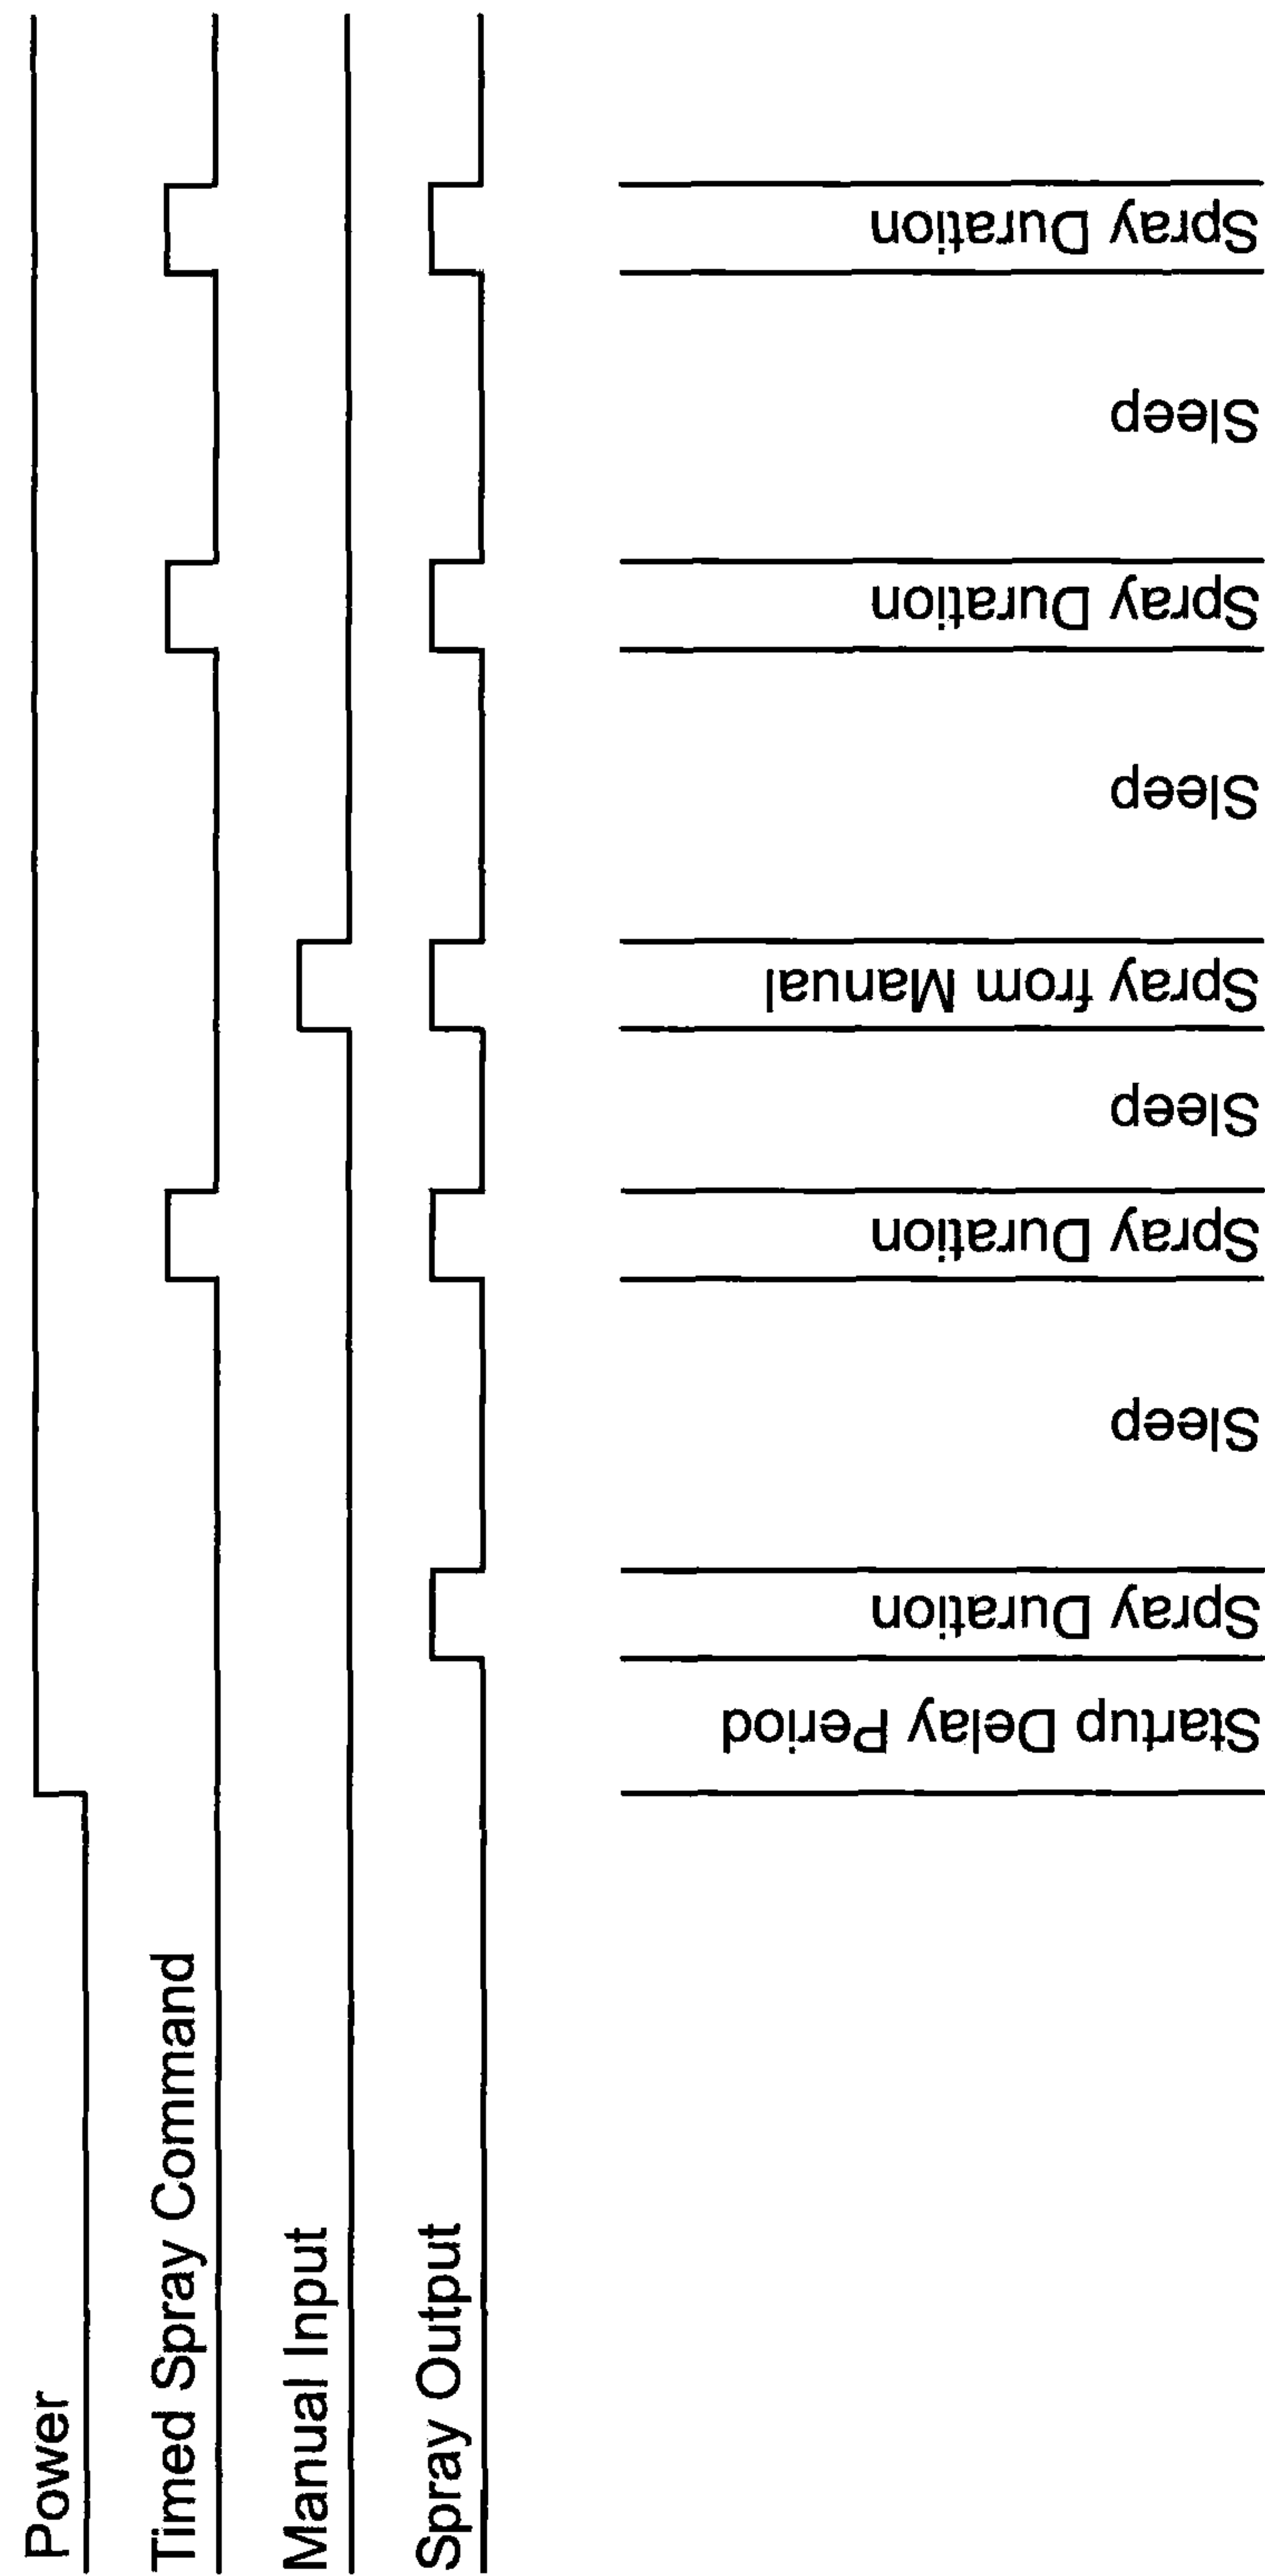 Power
Timed Spray Command
Manual Input
Spray Output
Startup Delay Period
Spray Duration
Sleep
Spray Duration
Sleep
Spray from Manual
Sleep
Spray Duration
Sleep
Spray Duration